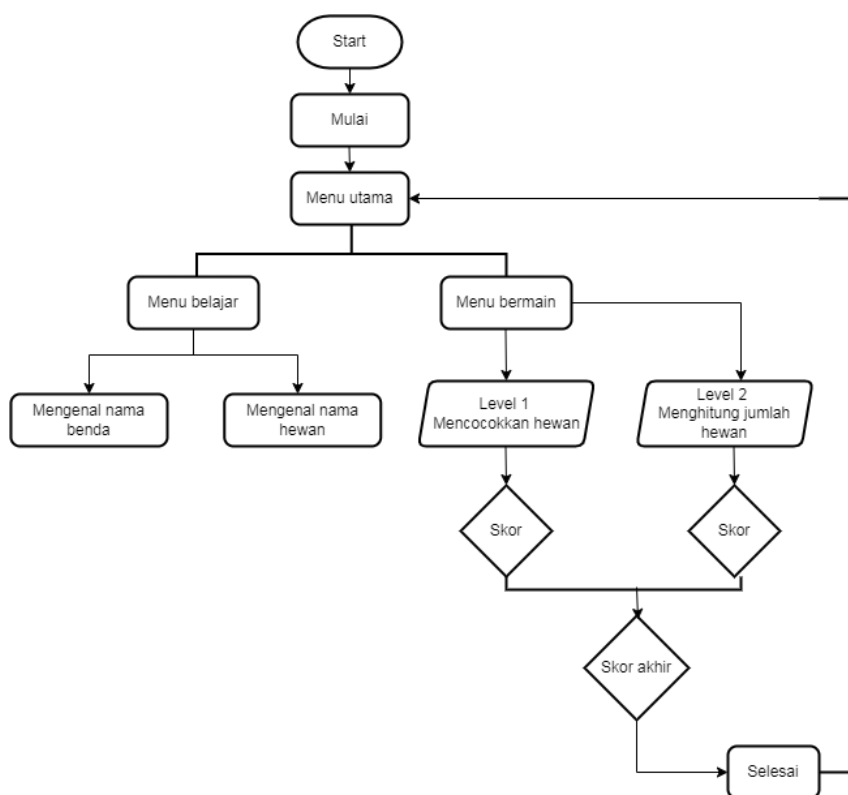 Start
Mulai
Menu utama
Menu belajar
Menu bermain
Mengenal nama
benda
Mengenal nama
hewan
Level 1
Mencocokkan hewan
Level 2
Menghitung jumlah
hewan
Skor
Skor
Skor akhir
Selesai